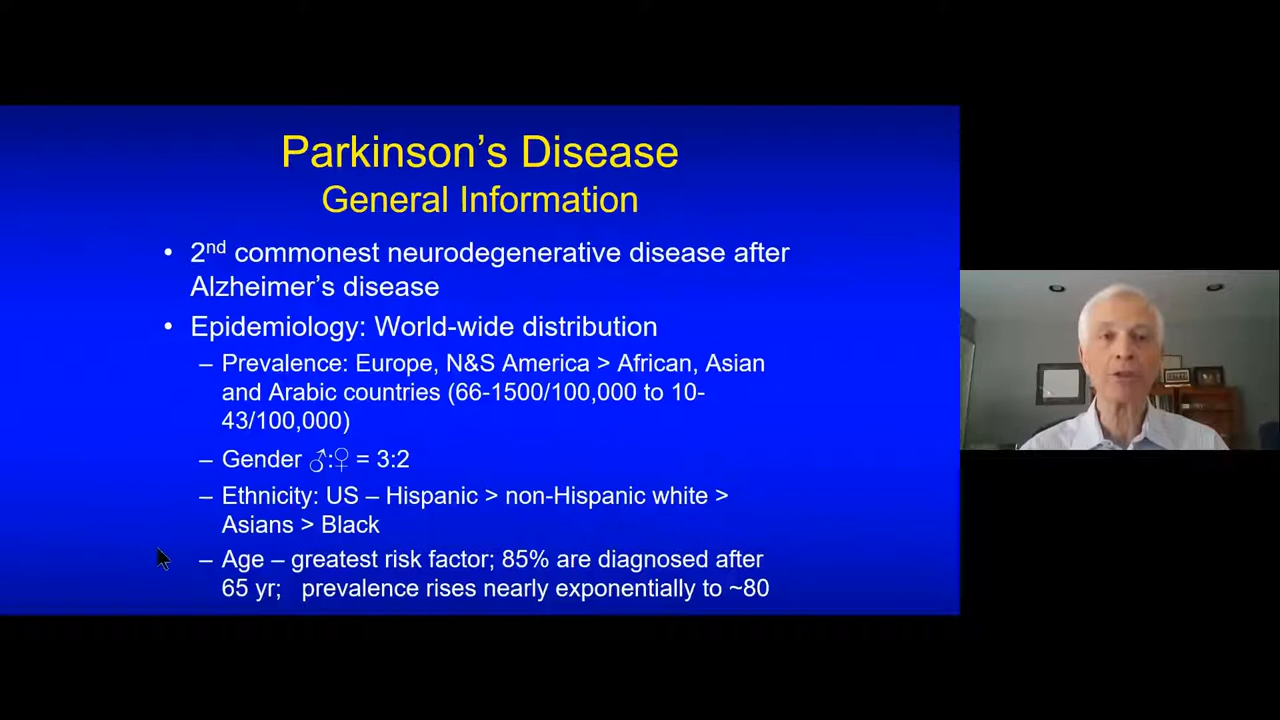 Parkinson’s Disease
General Information
• 2nd commonest neurodegenerative disease after
Alzheimer’s disease
• Epidemiology: World-wide distribution
– Prevalence: Europe, N&S America > African, Asian
and Arabic countries (66-1500/100,000 to 10-
43/100,000)
– Gender ♂:♀ = 3:2
– Ethnicity: US – Hispanic > non-Hispanic white >
Asians > Black
– Age – greatest risk factor; 85% are diagnosed after
65 yr;   prevalence rises nearly exponentially to ~80